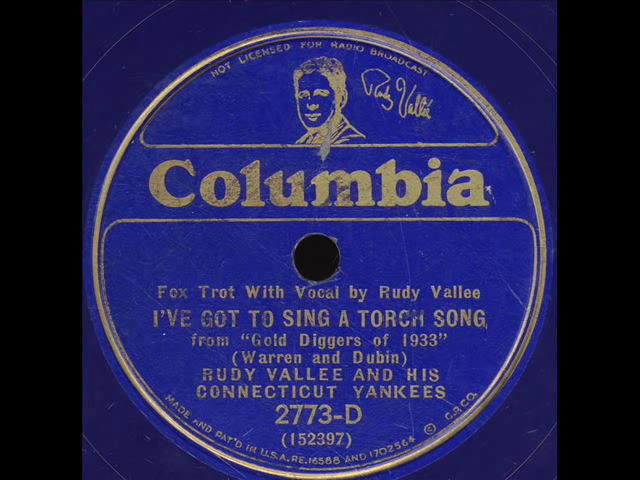 NOT LICENSED FOR RADIO BROADCAST
Rudy Vallée
Columbia
Fox Trot With Vocal by Rudy Vallee
I'VE GOT TO SING A TORCH SONG
from "Gold Diggers of 1933"
(Warren and Dubin)
RUDY VALLEE AND HIS
CONNECTICUT YANKEES
2773-D
(152397)
MADE AND PAT'D IN U.S.A. RE.16588 AND 1702564 © C.P.CO.